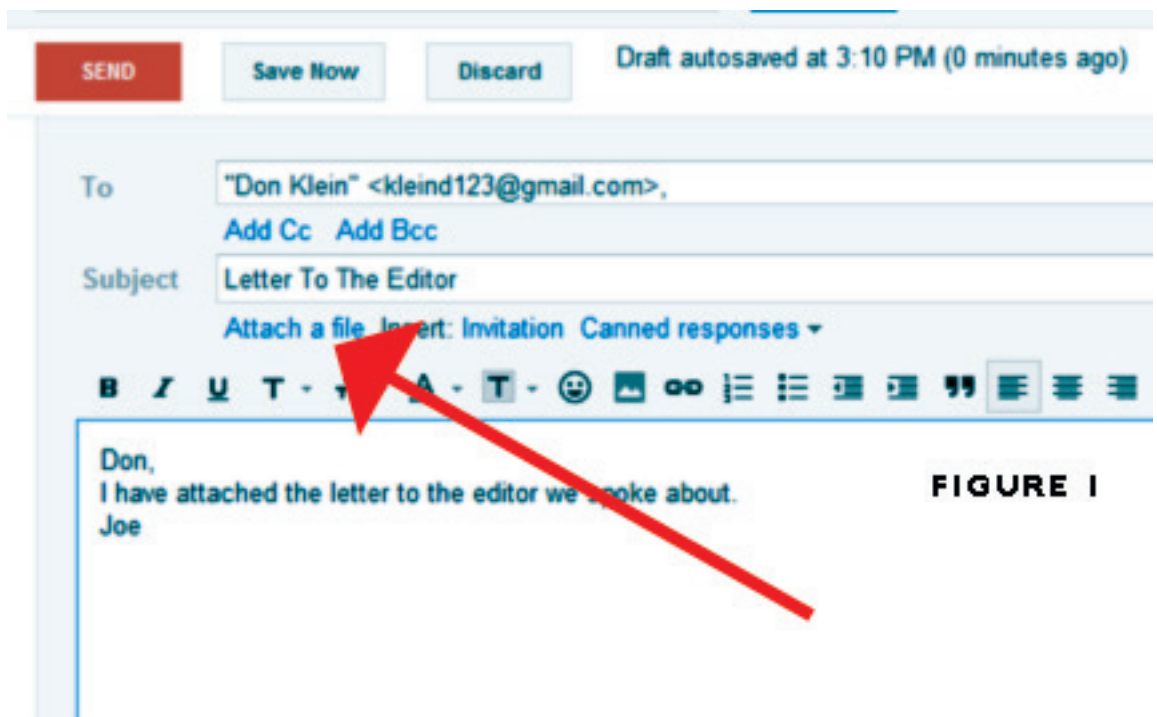 SEND Save Now Discard Draft autosaved at 3:10 PM (0 minutes ago)
To "Don Klein" <kleind123@gmail.com>,
Add Cc Add Bcc
Subject Letter To The Editor
Attach a file Insert: Invitation Canned responses
B I U T T A T
Don,
I have attached the letter to the editor we spoke about.
Joe
FIGURE 1